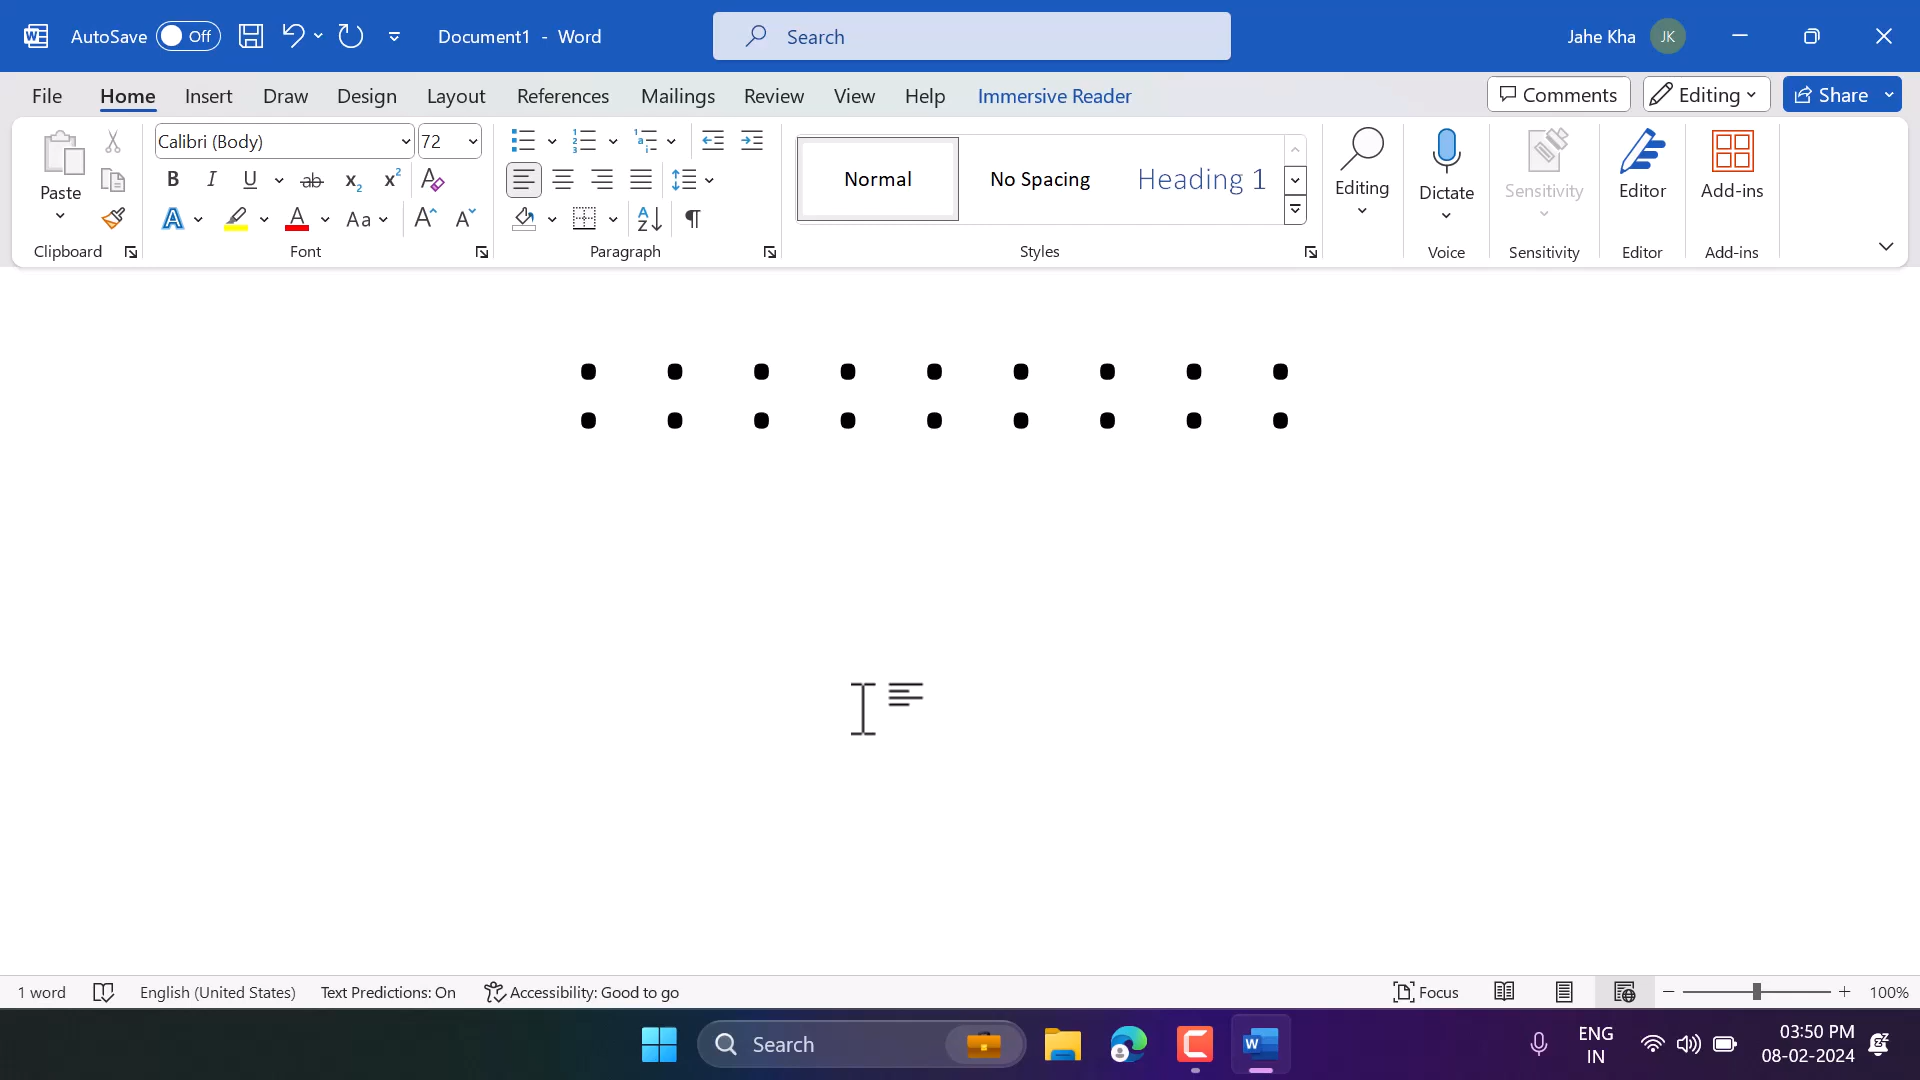 AutoSave Off Document1 - Word Search Jahe Kha JK
File Home Insert Draw Design Layout References Mailings Review View Help Immersive Reader Comments Editing Share
Paste Calibri (Body) 72 Normal No Spacing Heading 1 Editing Dictate Sensitivity Editor Add-ins
Clipboard Font Paragraph Styles Voice Sensitivity Editor Add-ins
: : : : : : : : :
1 word English (United States) Text Predictions: On Accessibility: Good to go Focus 100%
Search ENG IN 03:50 PM 08-02-2024